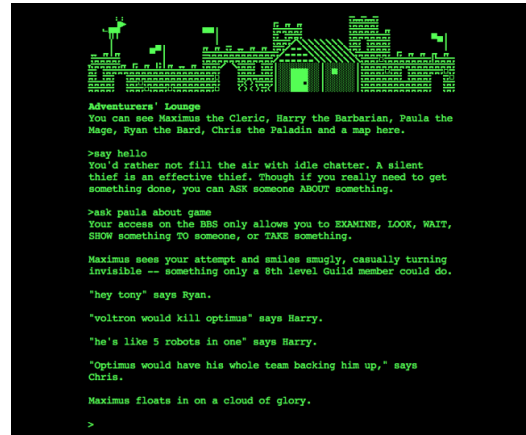 Adventurers' Lounge
You can see Maximus the Cleric, Harry the Barbarian, Paula the
Mage, Ryan the Bard, Chris the Paladin and a map here.
>say hello
You'd rather not fill the air with idle chatter. A silent
thief is an effective thief. Though if you really need to get
something done, you can ASK someone ABOUT something.
>ask paula about game
Your access on the BBS only allows you to EXAMINE, LOOK, WAIT,
SHOW something TO someone, or TAKE something.
Maximus sees your attempt and smiles smugly, casually turning
invisible -- something only a 8th level Guild member could do.
"hey tony" says Ryan.
"voltron would kill optimus" says Harry.
"he's like 5 robots in one" says Harry.
"Optimus would have his whole team backing him up," says
Chris.
Maximus floats in on a cloud of glory.
>